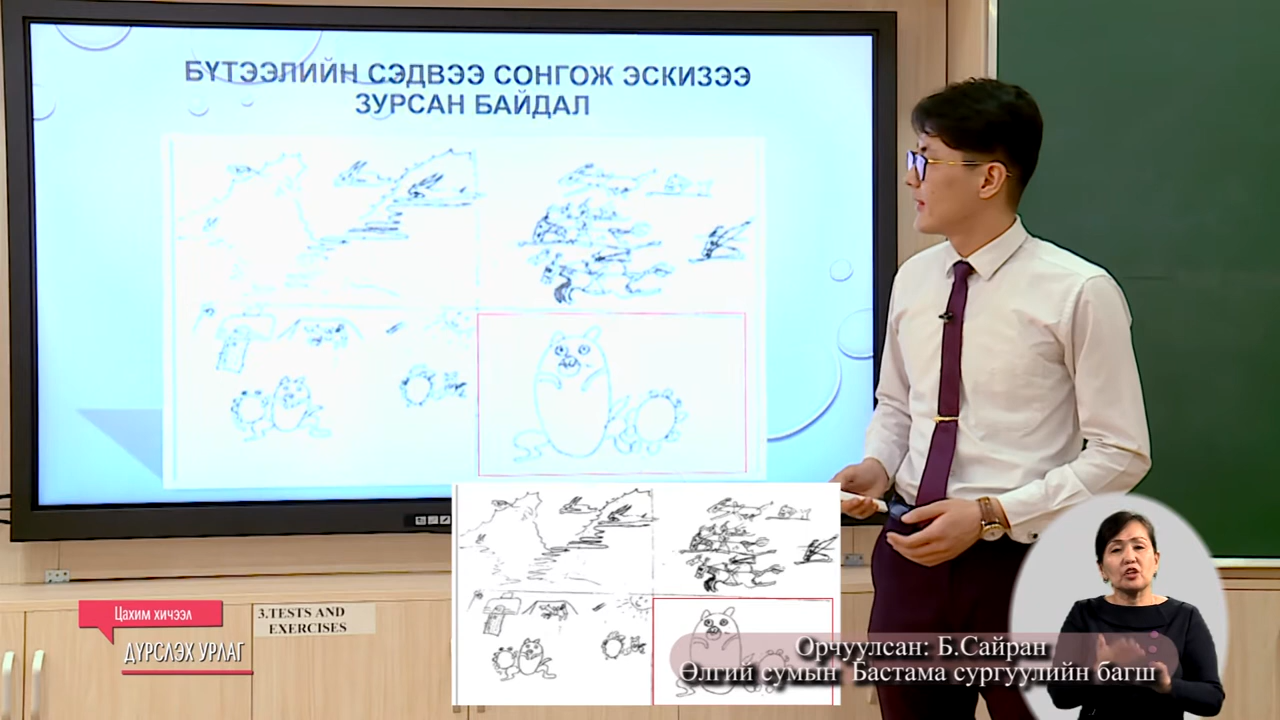 БҮТЭЭЛИЙН СЭДВЭЭ СОНГОЖ ЭСКИЗЭЭ
ЗУРСАН БАЙДАЛ
Цахим хичээл
ДҮРСЛЭХ УРЛАГ
3.TESTS AND
EXERCISES
Орчуулсан: Б.Сайран
Өлгий сумын Бастама сургуулийн багш